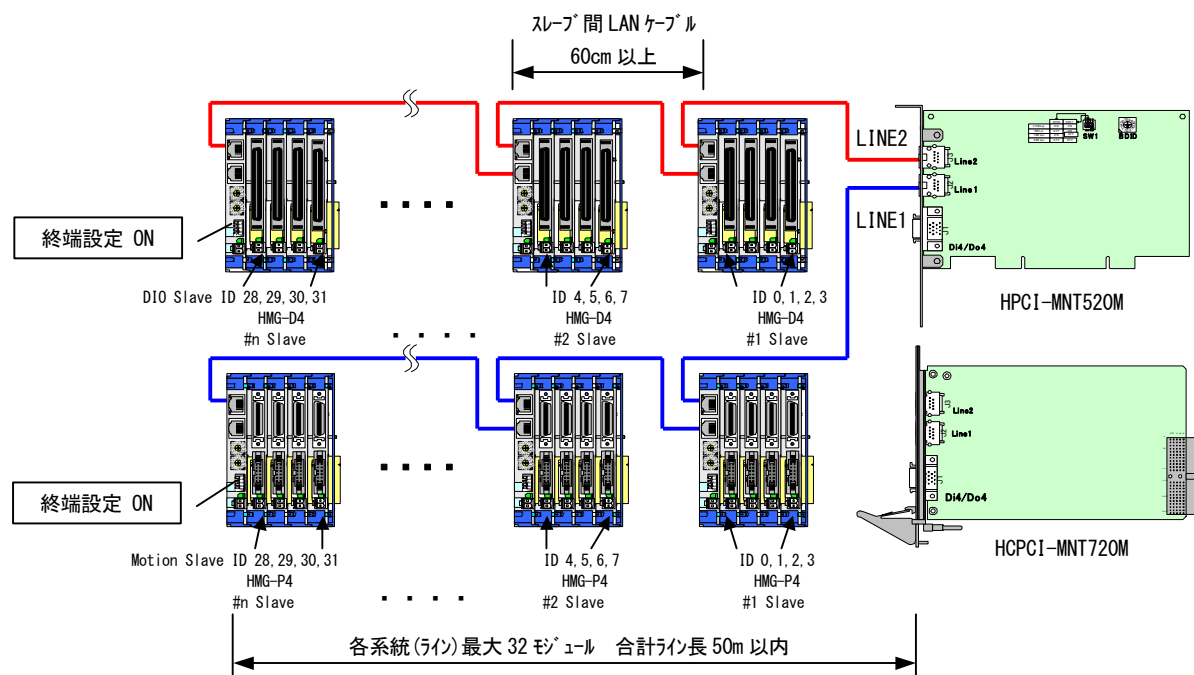 スレーブ間 LAN ケーブル
60cm 以上
LINE2
LINE1
SW1
BDID
Line2
Line1
J3
J2
J1
Di4/Do4
HPCI-MNT520M
終端設定 ON
DIO Slave ID 28,29,30,31
HMG-D4
#n Slave
ID 4,5,6,7
HMG-D4
#2 Slave
ID 0,1,2,3
HMG-D4
#1 Slave
J3
Line2
J2
Line1
J1
Di4/Do4
HCPCI-MNT720M
終端設定 ON
Motion Slave ID 28,29,30,31
HMG-P4
#n Slave
ID 4,5,6,7
HMG-P4
#2 Slave
ID 0,1,2,3
HMG-P4
#1 Slave
各系統(ライン)最大 32 モジュール 合計ライン長 50m 以内